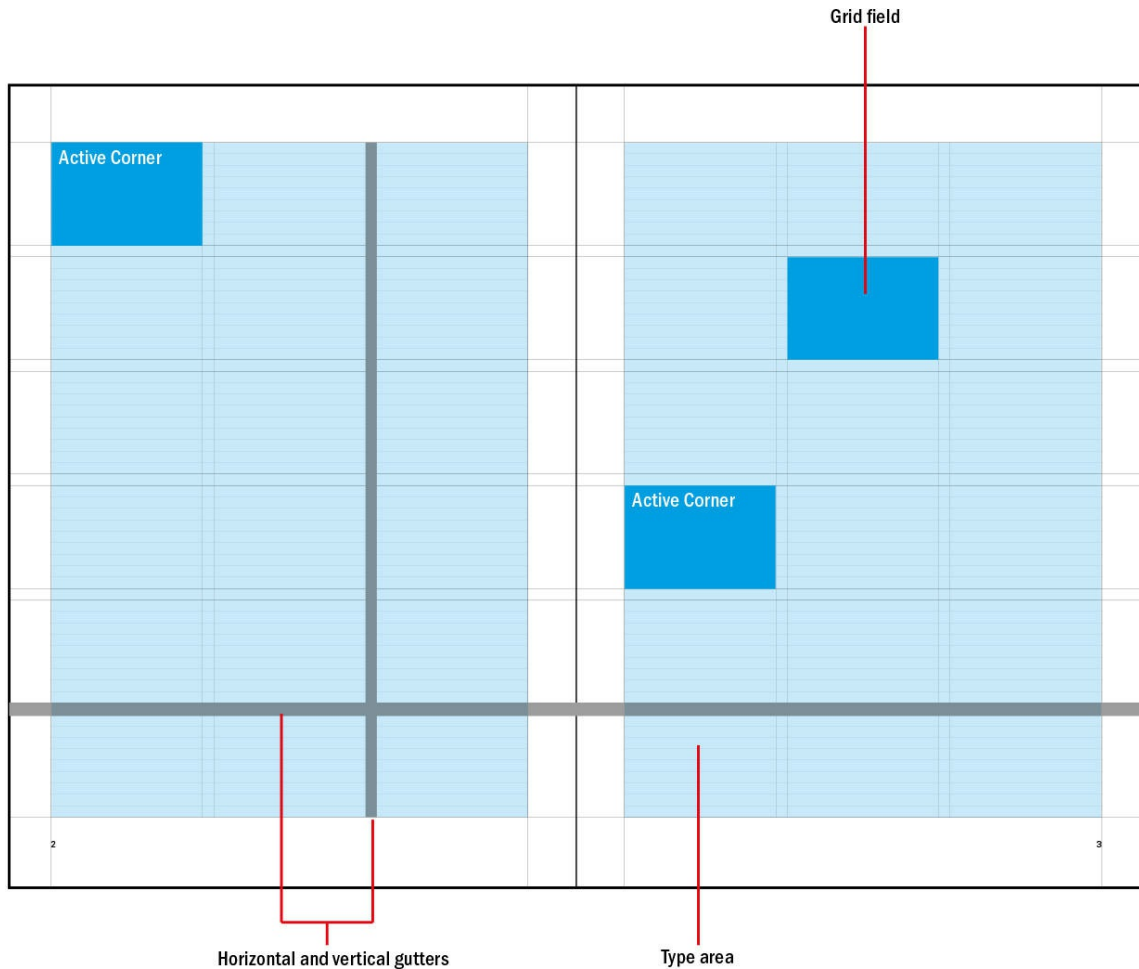 Grid field
Active Corner
Active Corner
2
3
Horizontal and vertical gutters
Type area